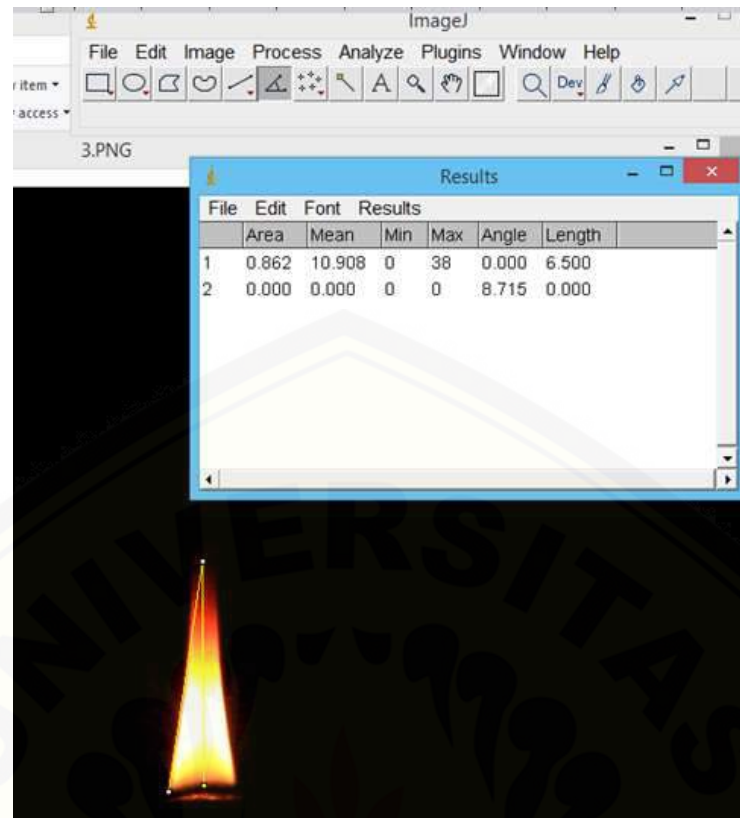 ImageJ
File Edit Image Process Analyze Plugins Window Help
item
A Dev
access
3.PNG
Results
File Edit Font Results
Area Mean Min Max Angle Length
1 0.862 10.908 0 38 0.000 6.500
2 0.000 0.000 0 0 8.715 0.000
UNIVERSITAS